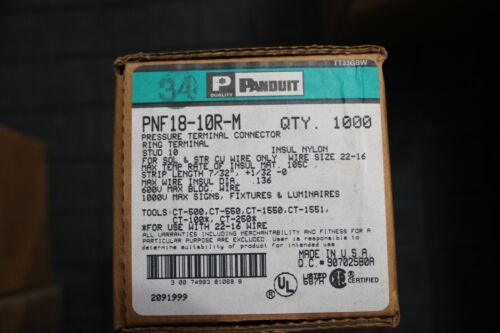 TT33GBW
34
P QUALITY PANDUIT
PNF18-10R-M QTY. 1000
PRESSURE TERMINAL CONNECTOR
RING TERMINAL
STUD 10 INSUL NYLON
FOR SOL & STR CU WIRE ONLY WIRE SIZE 22-16
MAX TEMP RATE OF INSUL MAT. 105C
STRIP LENGTH 7/32", +1/32 -0
MAX WIRE INSUL DIA .136
600V MAX BLDG. WIRE
1000V MAX SIGNS, FIXTURES & LUMINAIRES
TOOLS:CT-500,CT-550,CT-1550,CT-1551,
CT-100*, CT-250*
*FOR USE WITH 22-16 WIRE
ALL WARRANTIES INCLUDING MERCHANTABILITY AND FITNESS FOR A
PARTICULAR PURPOSE ARE EXCLUDED. User is responsible to
determine suitability of product for intended use.
MADE IN U.S.A
Q.C.# 90702580A
UL LISTED 587A SA CERTIFIED
3 00 74983 01069 6
2091999